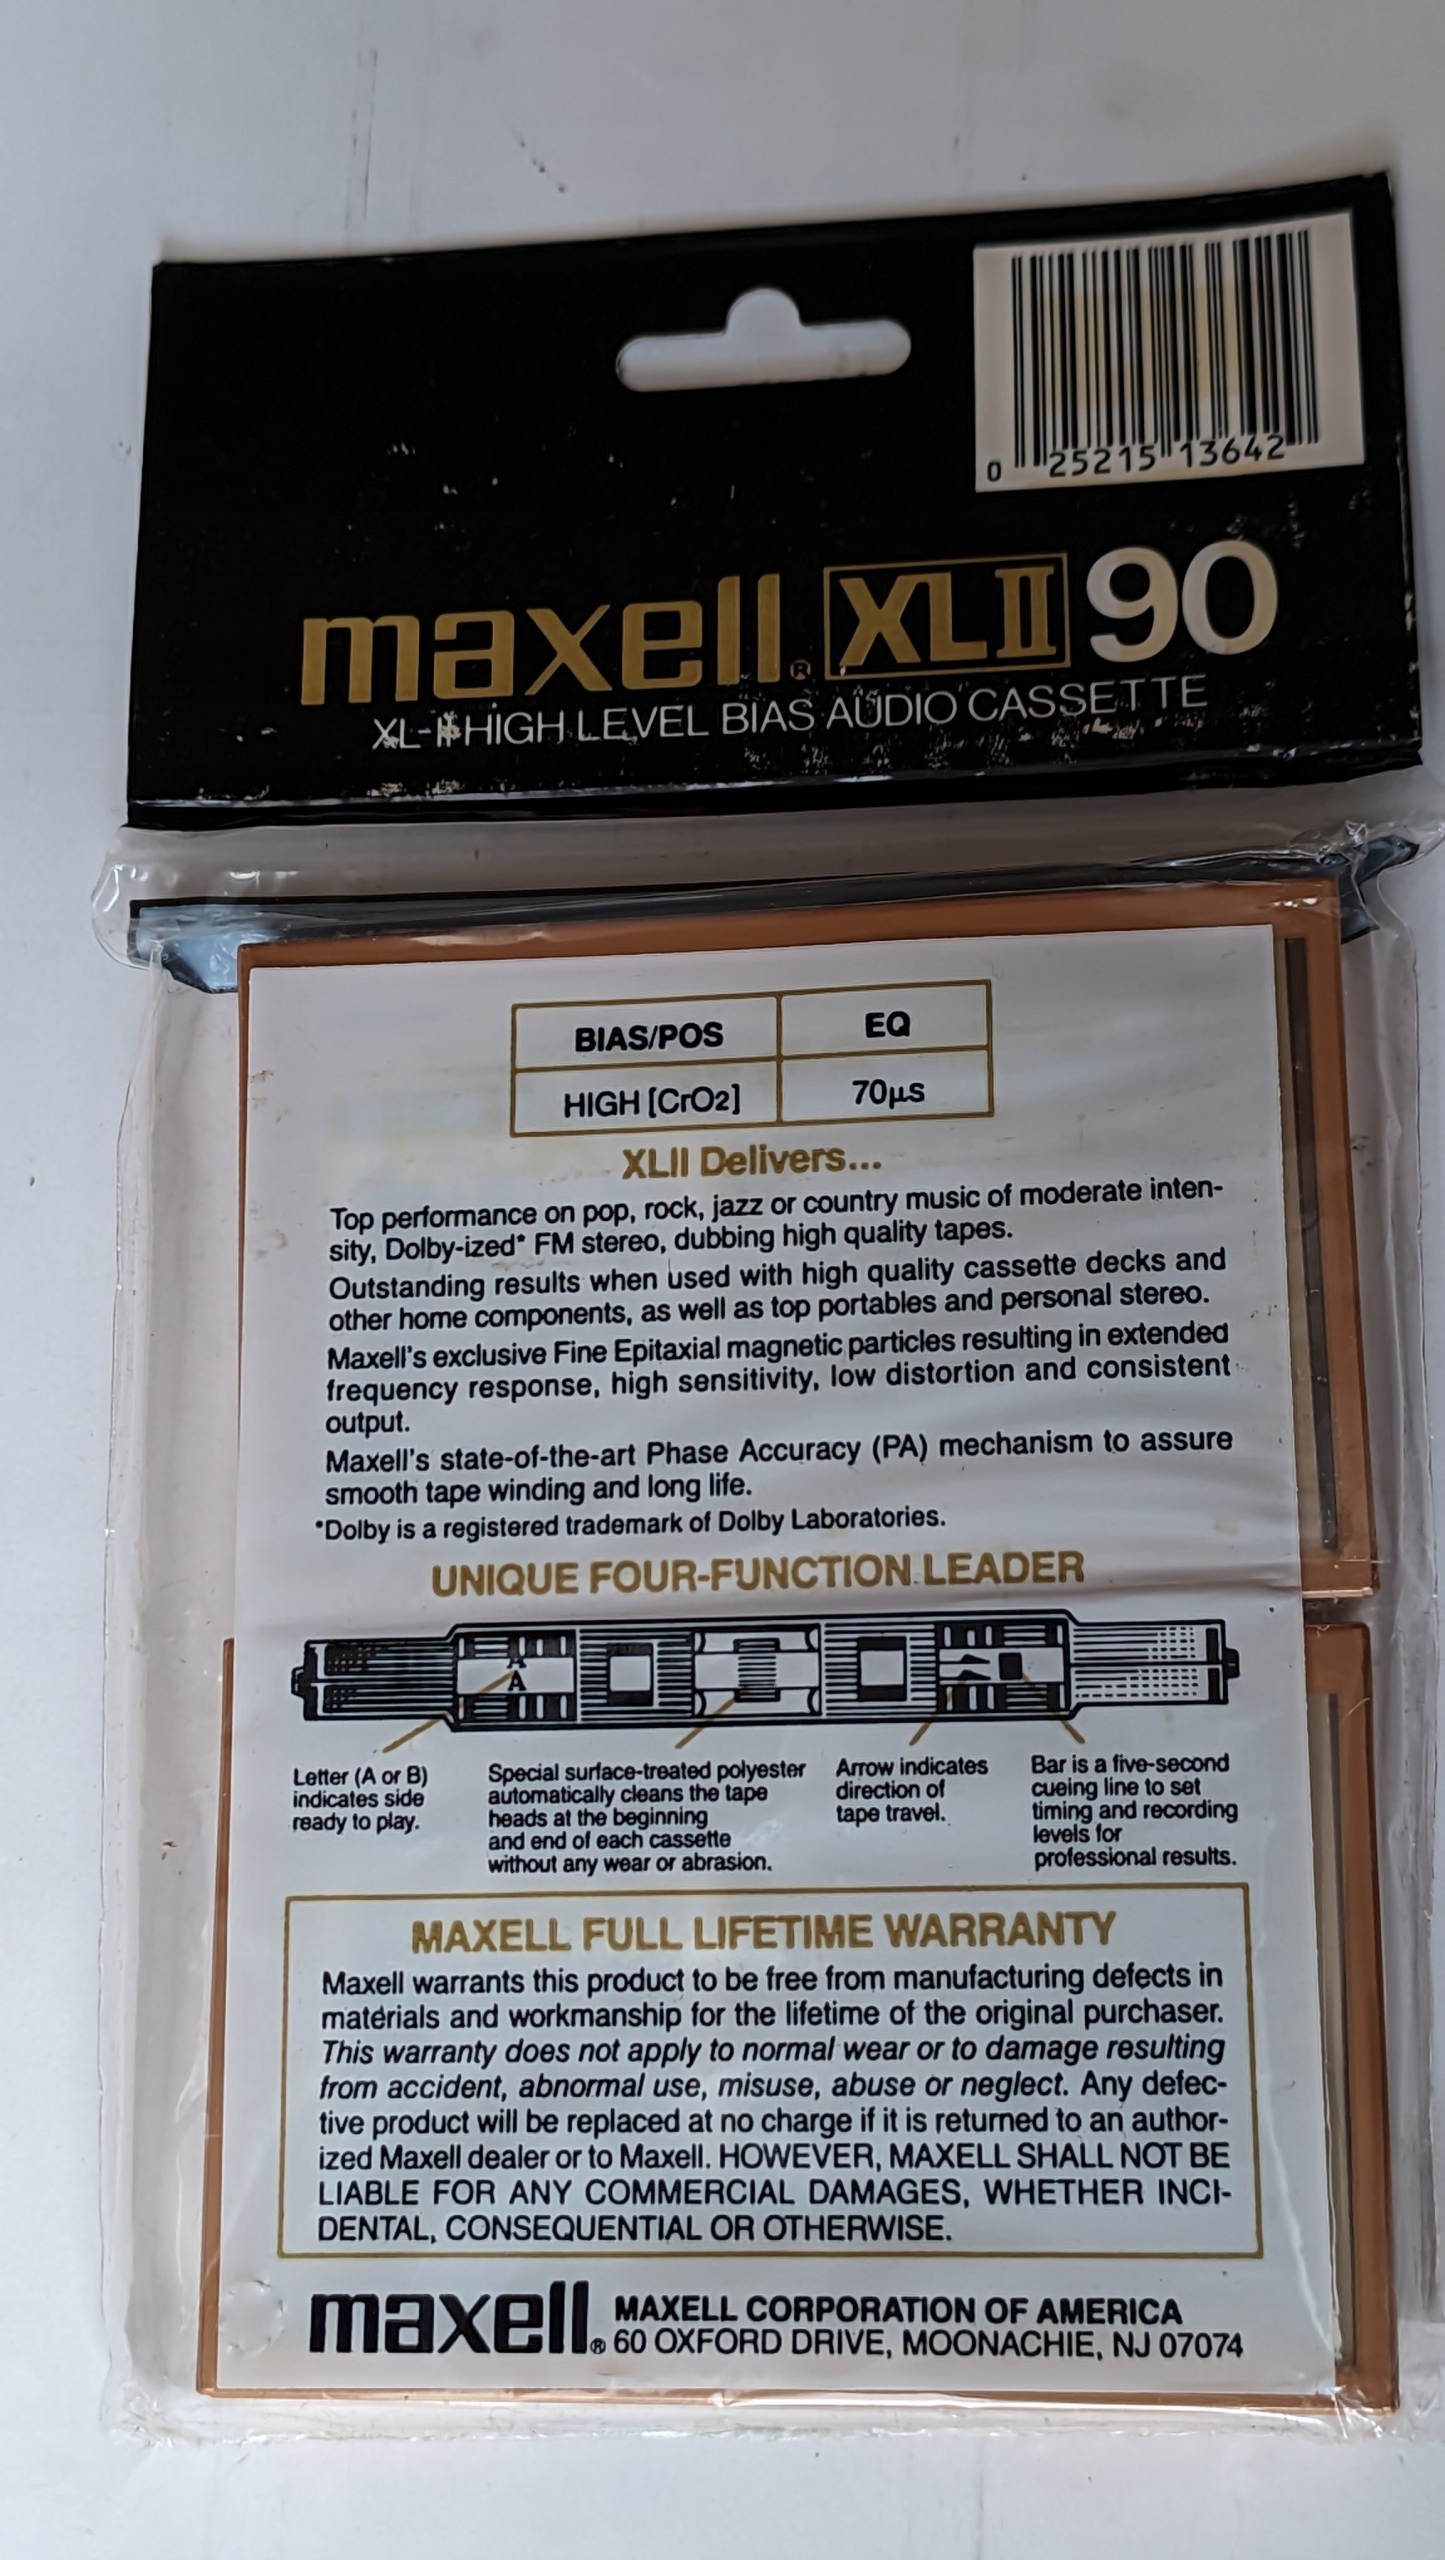 0 25215 13642
maxell® XLII 90
XL-II HIGH LEVEL BIAS AUDIO CASSETTE
BIAS/POS EQ
HIGH [CrO2] 70μs
XLII Delivers...
Top performance on pop, rock, jazz or country music of moderate inten-
sity, Dolby-ized* FM stereo, dubbing high quality tapes.
Outstanding results when used with high quality cassette decks and
other home components, as well as top portables and personal stereo.
Maxell's exclusive Fine Epitaxial magnetic particles resulting in extended
frequency response, high sensitivity, low distortion and consistent
output.
Maxell's state-of-the-art Phase Accuracy (PA) mechanism to assure
smooth tape winding and long life.
*Dolby is a registered trademark of Dolby Laboratories.
UNIQUE FOUR-FUNCTION LEADER
A
A
Letter (A or B)
indicates side
ready to play.
Special surface-treated polyester
automatically cleans the tape
heads at the beginning
and end of each cassette
without any wear or abrasion.
Arrow indicates
direction of
tape travel.
Bar is a five-second
cueing line to set
timing and recording
levels for
professional results.
MAXELL FULL LIFETIME WARRANTY
Maxell warrants this product to be free from manufacturing defects in
materials and workmanship for the lifetime of the original purchaser.
This warranty does not apply to normal wear or to damage resulting
from accident, abnormal use, misuse, abuse or neglect. Any defec-
tive product will be replaced at no charge if it is returned to an author-
ized Maxell dealer or to Maxell. HOWEVER, MAXELL SHALL NOT BE
LIABLE FOR ANY COMMERCIAL DAMAGES, WHETHER INCI-
DENTAL, CONSEQUENTIAL OR OTHERWISE.
maxell® MAXELL CORPORATION OF AMERICA
60 OXFORD DRIVE, MOONACHIE, NJ 07074